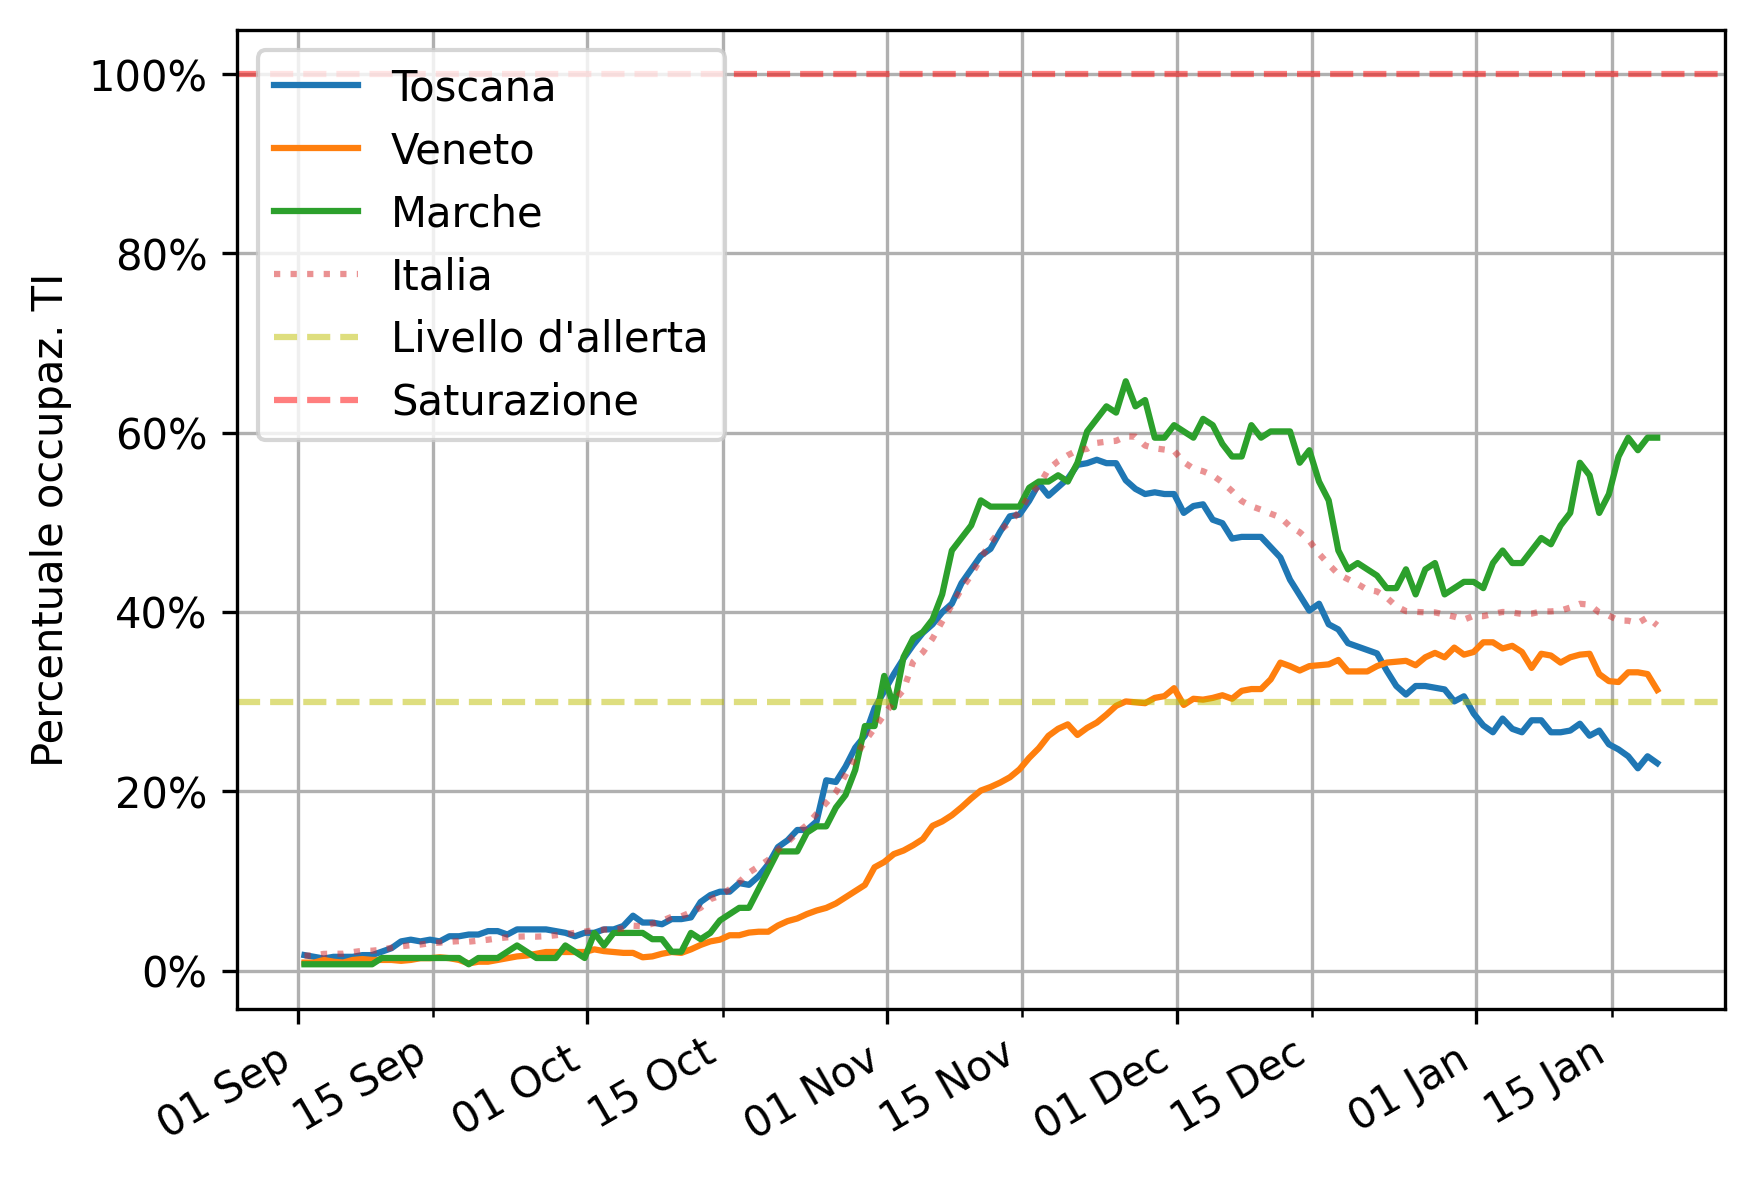 100%
80%
60%
40%
20%
0%
Percentuale occupaz. TI
Toscana
Veneto
Marche
Italia
Livello d'allerta
Saturazione
01 Sep
15 Sep
01 Oct
15 Oct
01 Nov
15 Nov
01 Dec
15 Dec
01 Jan
15 Jan